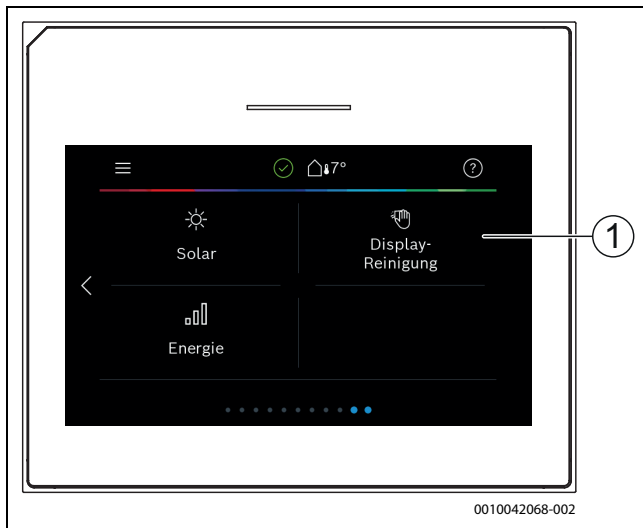 7°
?
Solar
Display-
Reinigung
1
Energie
0010042068-002